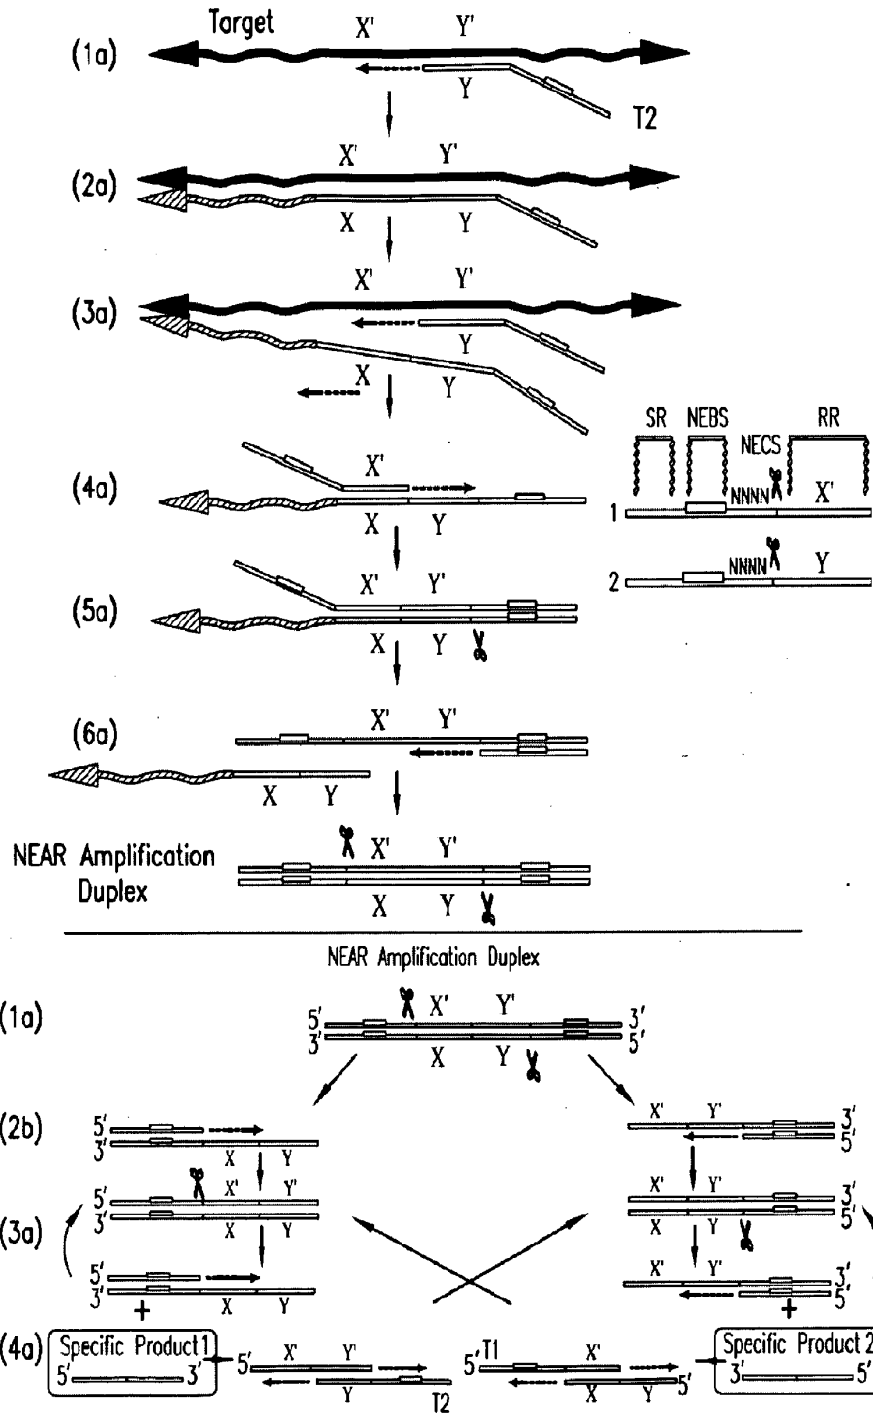 Target X' Y'
(1a)
Y
T2
X' Y'
(2a)
X Y
X' Y'
(3a)
Y
X Y
SR NEBS NECS RR
X'
(4a)
NNNN X'
1
X Y
NNNN Y
2
X' Y'
(5a)
X Y
X' Y'
(6a)
X Y
NEAR Amplification
Duplex
X' Y'
X Y
NEAR Amplification Duplex
(1a)
X' Y'
5' 3'
3' 5'
X Y
(2b)
5'
3'
X Y
X' Y'
3'
5'
X' Y'
5'
3'
X Y
X' Y'
3'
5'
X Y
(3a)
5'
3'
X Y
+
X' Y'
3'
5'
+
(4a)
Specific Product 1
5' 3'
X' Y'
5'
Y T2
5' T1 X'
X Y 5'
Specific Product 2
3' 5'